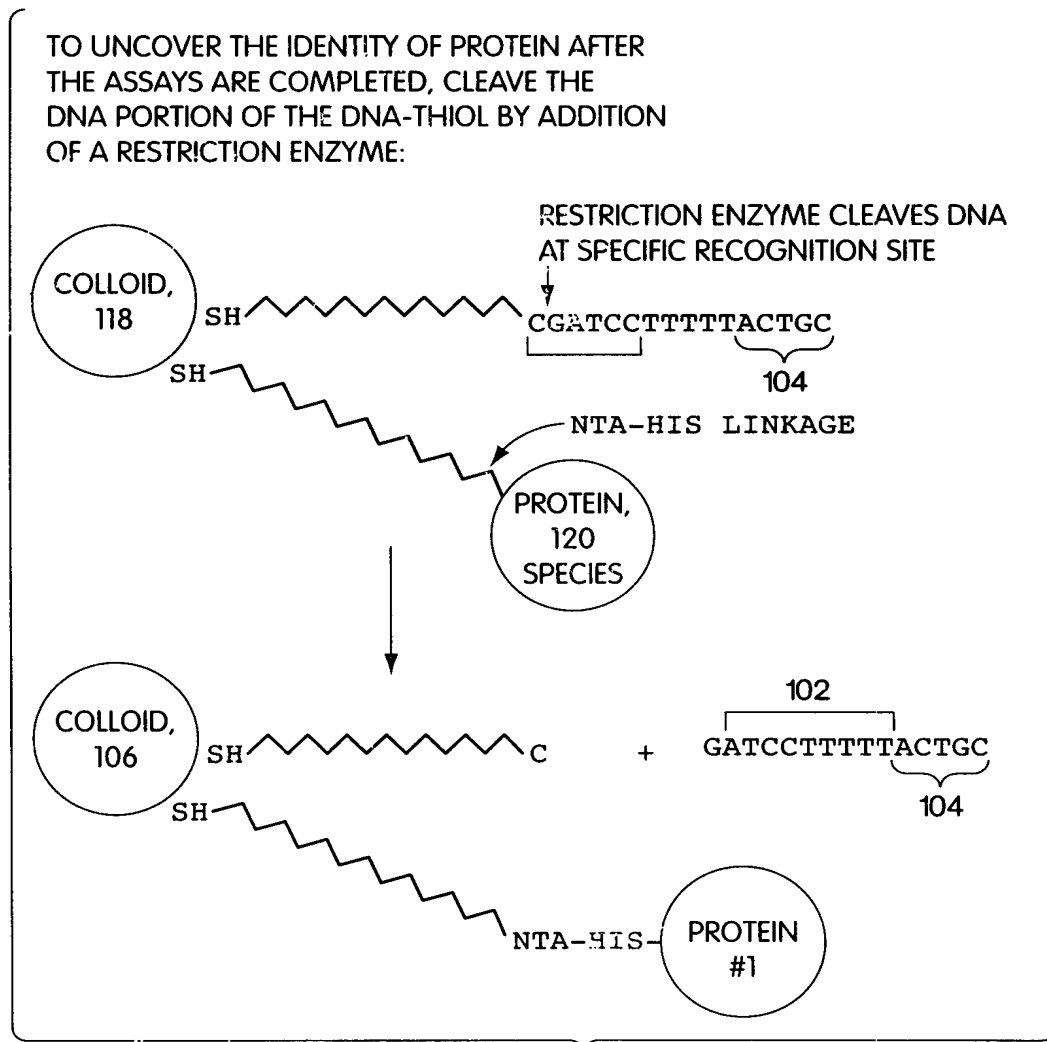 TO UNCOVER THE IDENTITY OF PROTEIN AFTER
THE ASSAYS ARE COMPLETED, CLEAVE THE
DNA PORTION OF THE DNA-THIOL BY ADDITION
OF A RESTRICTION ENZYME:
RESTRICTION ENZYME CLEAVES DNA
AT SPECIFIC RECOGNITION SITE
COLLOID,
118
SH
CGATCCTTTTTACTGC
104
SH
NTA-HIS LINKAGE
PROTEIN,
120
SPECIES
COLLOID,
106
SH
C
+
102
GATCCTTTTTACTGC
104
SH
NTA-HIS
PROTEIN
#1